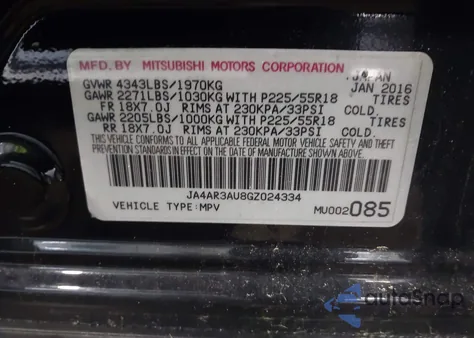 MFD. BY MITSUBISHI MOTORS CORPORATION JAPAN
GVWR 4343LBS/1970KG JAN 2016
GAWR 2271LBS/1030KG WITH P225/55R18 TIRES
FR 18X7.0J RIMS AT 230KPA/33PSI COLD.
GAWR 2205LBS/1000KG WITH P225/55R18 TIRES
RR 18X7.0J RIMS AT 230KPA/33PSI COLD.
THIS VEHICLE CONFORMS TO ALL APPLICABLE FEDERAL MOTOR VEHICLE SAFETY AND THEFT
PREVENTION STANDARDS IN EFFECT ON THE DATE OF MANUFACTURE SHOWN ABOVE.
JA4AR3AU8GZ024334
VEHICLE TYPE:MPV MU002085
autoSnap